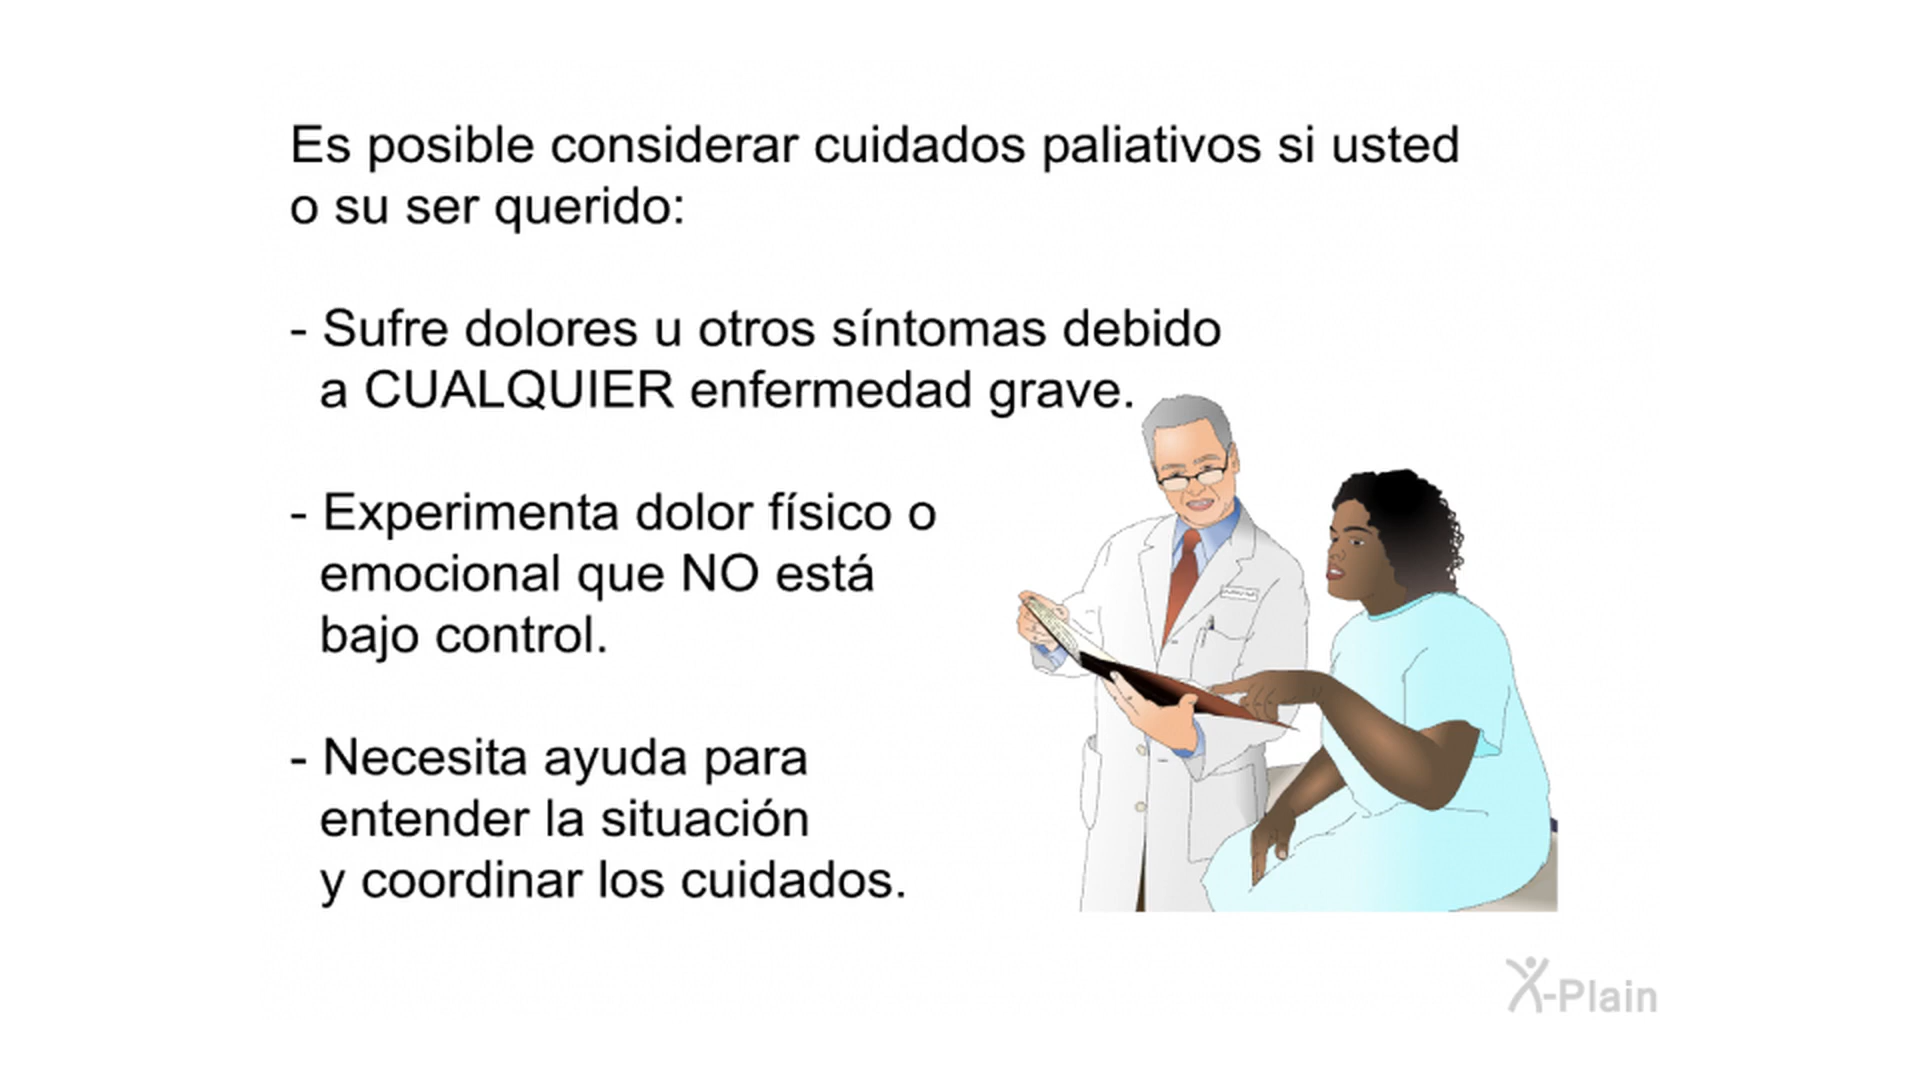 Es posible considerar cuidados paliativos si usted
o su ser querido:
- Sufre dolores u otros síntomas debido
a CUALQUIER enfermedad grave.
- Experimenta dolor físico o
emocional que NO está
bajo control.
- Necesita ayuda para
entender la situación
y coordinar los cuidados.
X-Plain